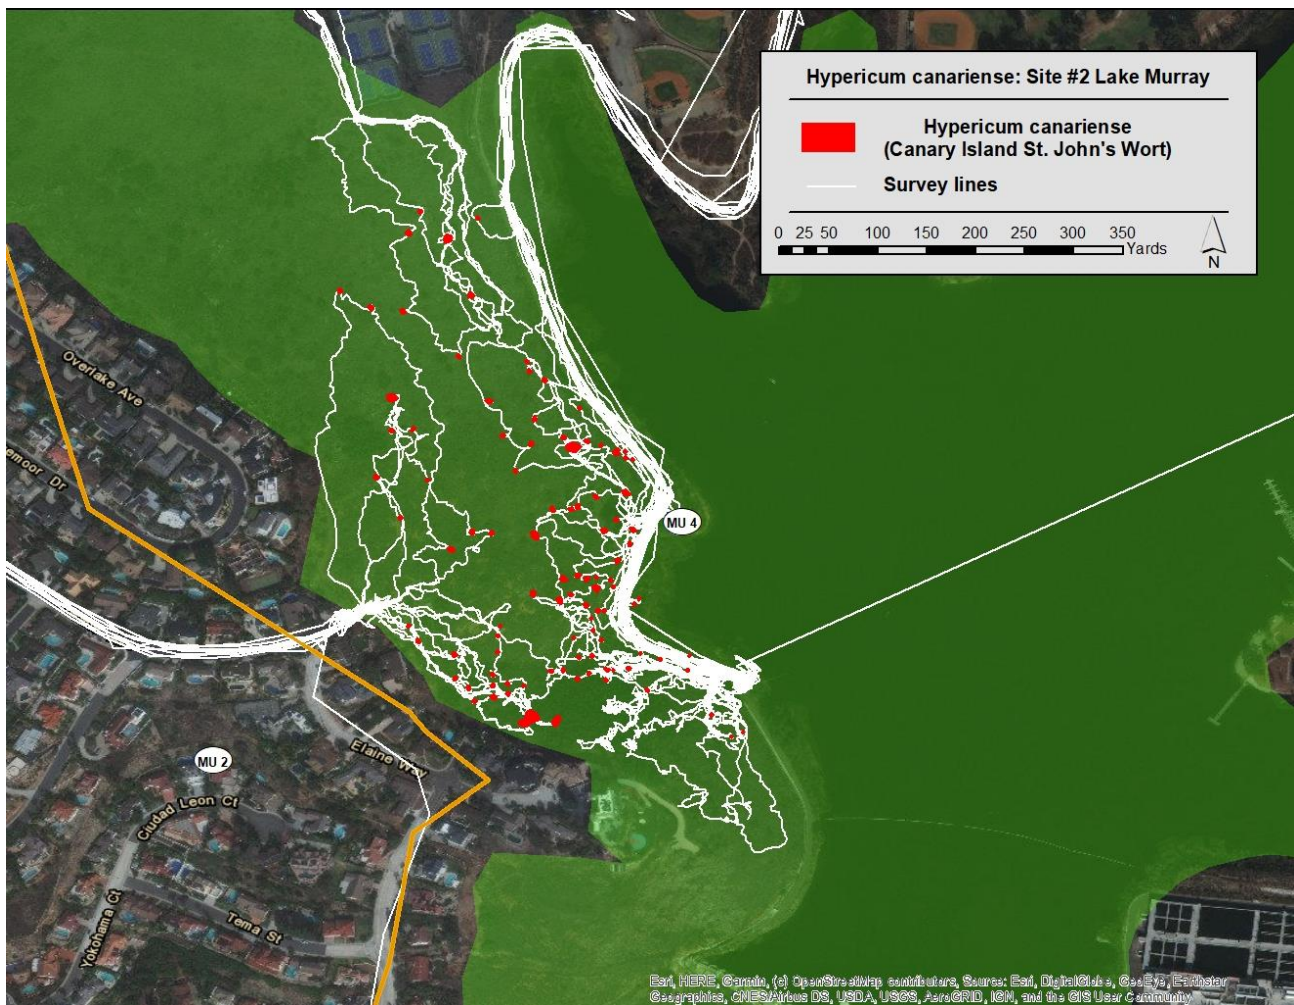 Hypericum canariense: Site #2 Lake Murray
Hypericum canariense
(Canary Island St. John's Wort)
Survey lines
0 25 50 100 150 200 250 300 350
Yards
N
Overlake Ave
emoor Dr
MU 4
MU 2
Elaine Way
Ciudad Leon Ct
Yokohama Ct
Tema St
Esri, HERE, Garmin, (c) OpenStreetMap contributors, Source: Esri, DigitalGlobe, GeoEye, Earthstar
Geographics, CNES/Airbus DS, USDA, USGS, AeroGRID, IGN, and the GIS User Community